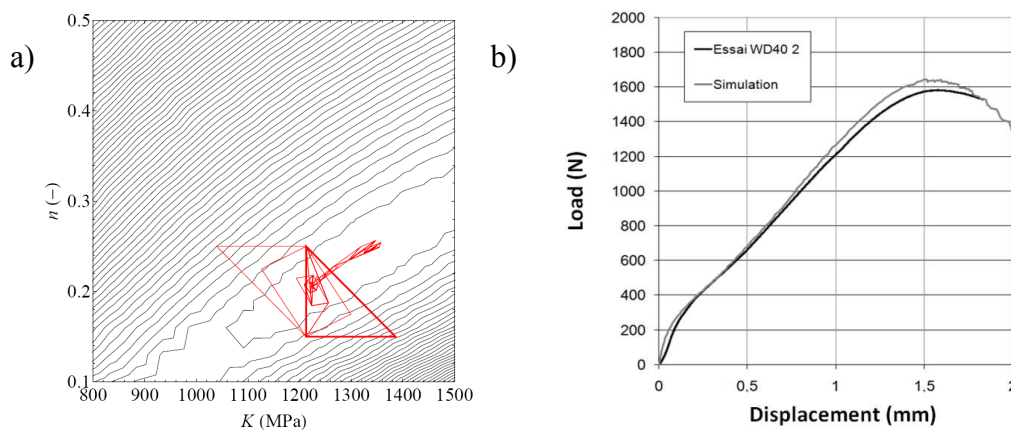 a)
0.5
0.4
0.3
0.2
0.1
n (−)
800 900 1000 1100 1200 1300 1400 1500
K (MPa)
b)
2000
1800
1600
1400
1200
1000
800
600
400
200
0
Load (N)
Essai WD40 2
Simulation
0 0,5 1 1,5 2
Displacement (mm)